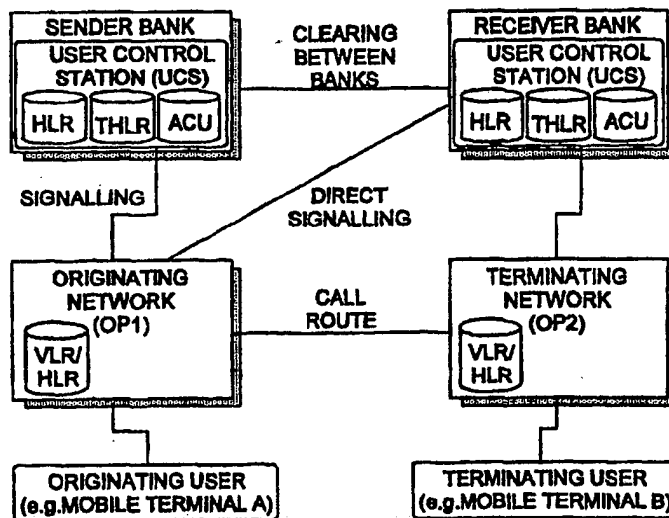 SENDER BANK
USER CONTROL
STATION (UCS)
HLR
THLR
ACU
CLEARING
BETWEEN
BANKS
RECEIVER BANK
USER CONTROL
STATION (UCS)
HLR
THLR
ACU
SIGNALLING
DIRECT
SIGNALLING
ORIGINATING
NETWORK
(OP1)
VLR/
HLR
CALL
ROUTE
TERMINATING
NETWORK
(OP2)
VLR/
HLR
ORIGINATING USER
(e.g.MOBILE TERMINAL A)
TERMINATING USER
(e.g.MOBILE TERMINAL B)